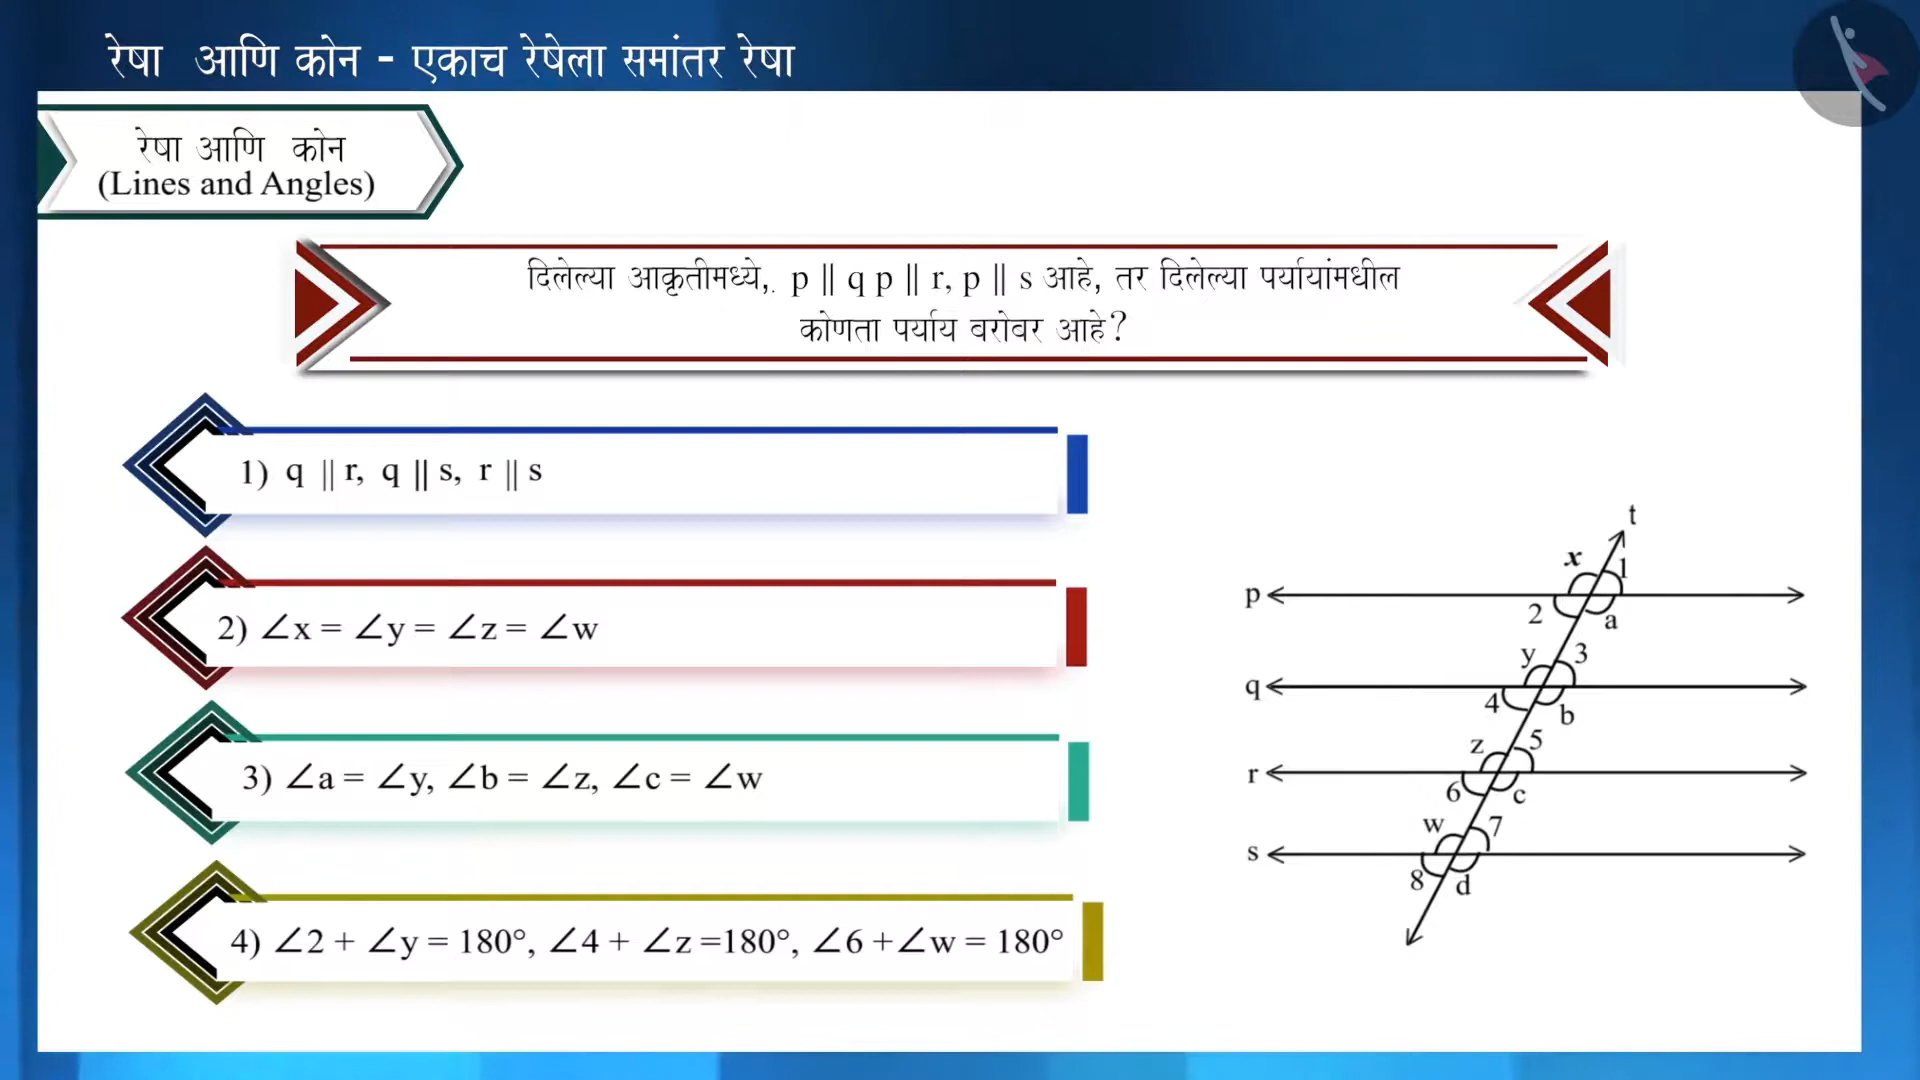 रेषा आणि कोन - एकाच रेषेला समांतर रेषा
रेषा आणि कोन
(Lines and Angles)
दिलेल्या आकृतीमध्ये,. p || q p || r, p || s आहे, तर दिलेल्या पर्यायांमधील
कोणता पर्याय बरोबर आहे?
1) q || r, q || s, r || s
2) ∠x = ∠y = ∠z = ∠w
3) ∠a = ∠y, ∠b = ∠z, ∠c = ∠w
4) ∠2 + ∠y = 180°, ∠4 + ∠z =180°, ∠6 +∠w = 180°
t
x 1
p
2 a
y 3
q
4 b
z 5
r
6 c
w 7
s
8 d